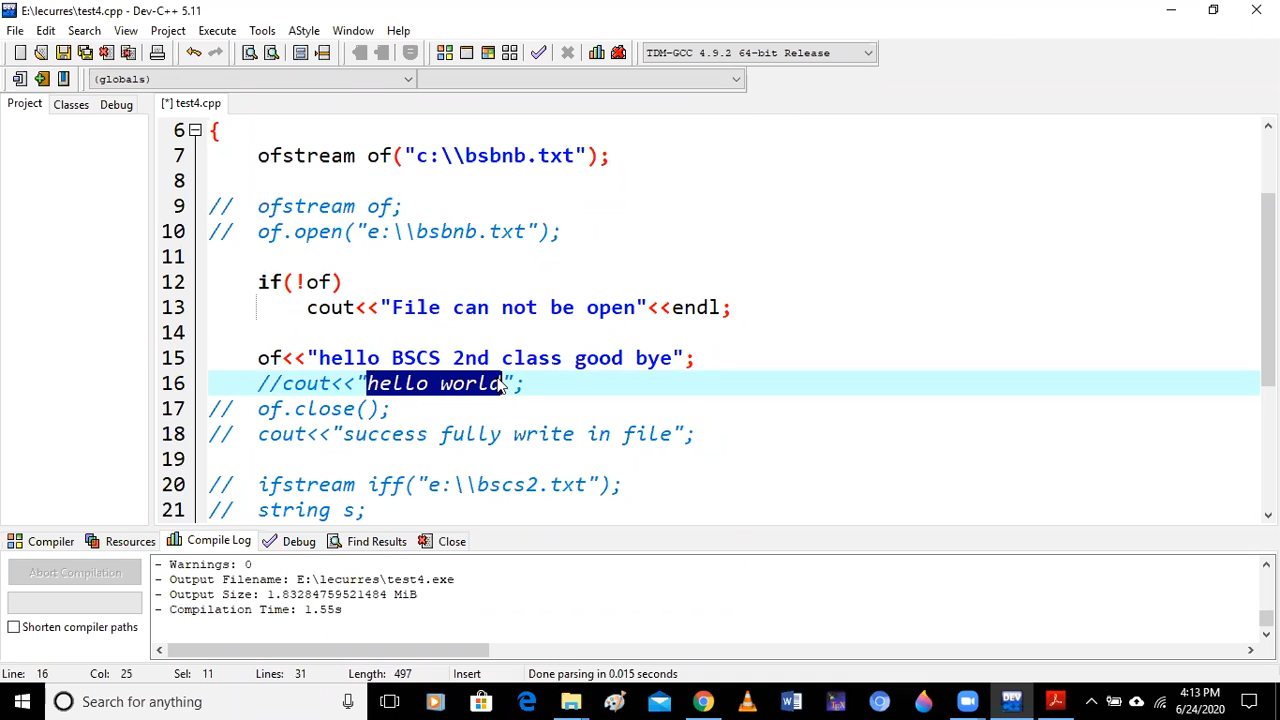 E:\lecurres\test4.cpp - Dev-C++ 5.11
File Edit Search View Project Execute Tools AStyle Window Help
TDM-GCC 4.9.2 64-bit Release
(globals)
Project Classes Debug [*] test4.cpp
6 {
7 ofstream of("c:\\bsbnb.txt");
8
9 // ofstream of;
10 // of.open("e:\\bsbnb.txt");
11
12 if(!of)
13 cout<<"File can not be open"<<endl;
14
15 of<<"hello BSCS 2nd class good bye";
16 //cout<<"hello world";
17 // of.close();
18 // cout<<"success fully write in file";
19
20 // ifstream iff("e:\\bscs2.txt");
21 // string s;
Compiler Resources Compile Log Debug Find Results Close
Abort Compilation
Shorten compiler paths
- Warnings: 0
- Output Filename: E:\lecurres\test4.exe
- Output Size: 1.83284759521484 MiB
- Compilation Time: 1.55s
Line: 16 Col: 25 Sel: 11 Lines: 31 Length: 497 Insert Done parsing in 0.015 seconds
Search for anything
DEV
4:13 PM
6/24/2020